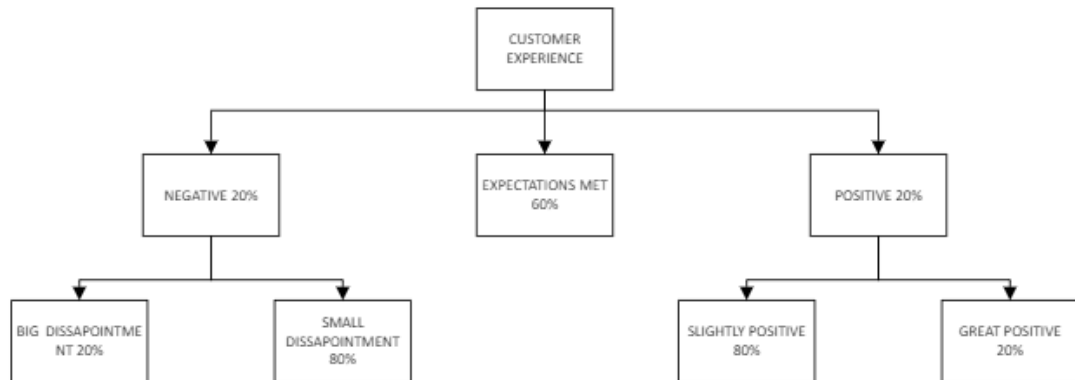 CUSTOMER
EXPERIENCE
NEGATIVE 20%
EXPECTATIONS MET
60%
POSITIVE 20%
BIG DISSAPOINTME
NT 20%
SMALL
DISSAPOINTMENT
80%
SLIGHTLY POSITIVE
80%
GREAT POSITIVE
20%